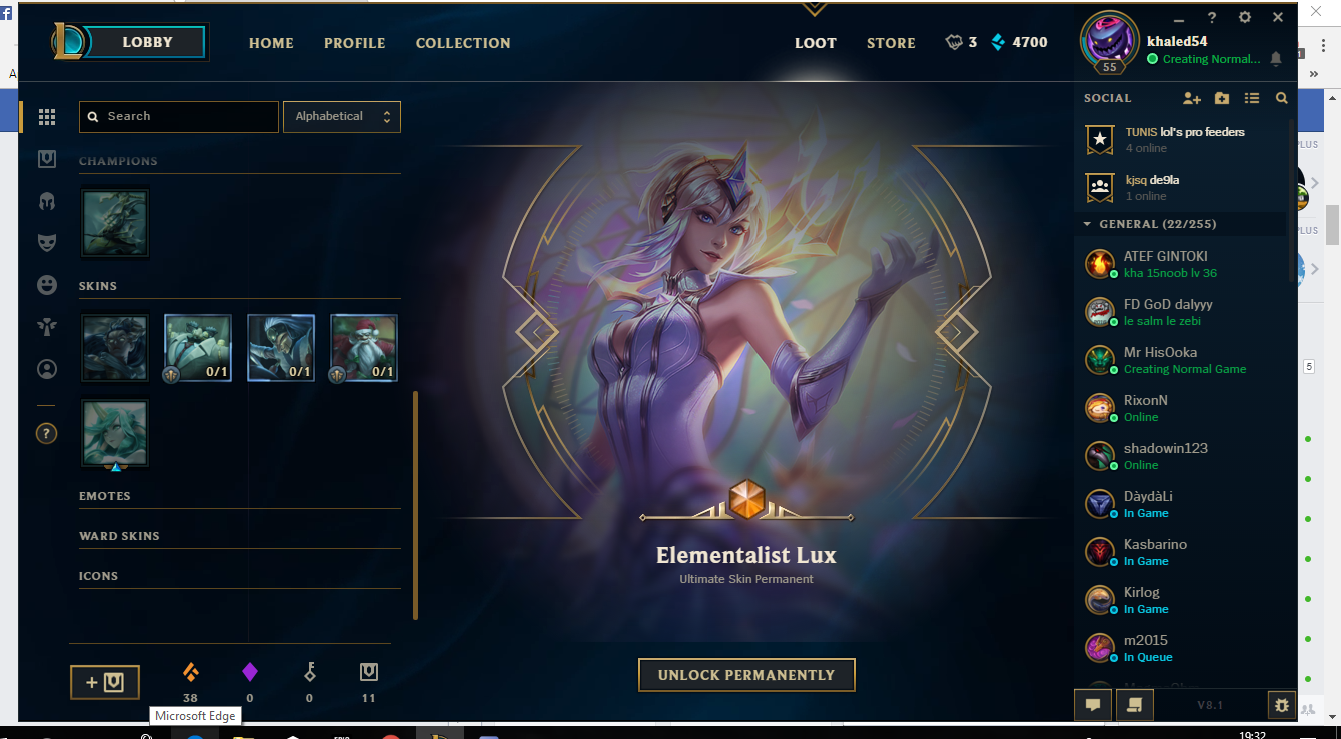 LOBBY
HOME
PROFILE
COLLECTION
LOOT
STORE
3
4700
?
55
khaled54
Creating Normal...
Search
Alphabetical
CHAMPIONS
SKINS
0/1
0/1
0/1
EMOTES
WARD SKINS
ICONS
?
38
0
0
11
Microsoft Edge
Elementalist Lux
Ultimate Skin Permanent
UNLOCK PERMANENTLY
SOCIAL
TUNIS lol's pro feeders
4 online
kjsq de9la
1 online
GENERAL (22/255)
ATEF GINTOKI
kha 15noob lv 36
FD GoD dalyyy
le salm le zebi
Mr HisOoka
Creating Normal Game
RixonN
Online
shadowin123
Online
DàydàLi
In Game
Kasbarino
In Game
Kirlog
In Game
m2015
In Queue
V8.1
PLUS
PLUS
5
19:32